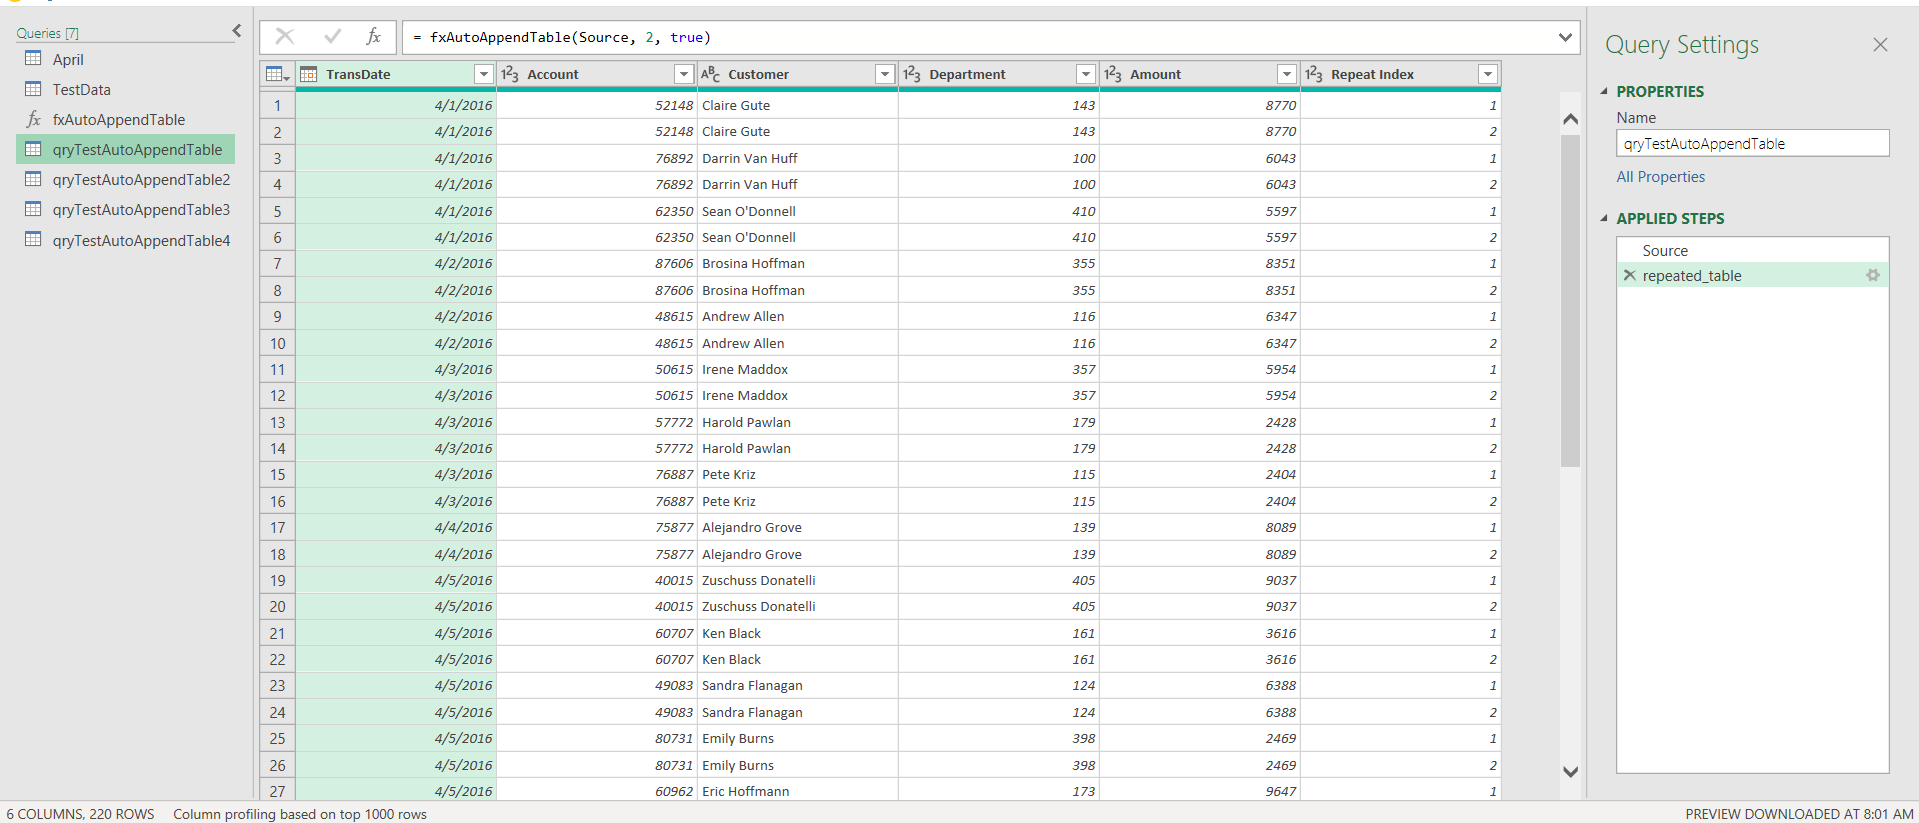 Queries [7]
April
TestData
fx fxAutoAppendTable
qryTestAutoAppendTable
qryTestAutoAppendTable2
qryTestAutoAppendTable3
qryTestAutoAppendTable4
fx = fxAutoAppendTable(Source, 2, true)
TransDate 123 Account ABC Customer 123 Department 123 Amount 123 Repeat Index
1 4/1/2016 52148 Claire Gute 143 8770 1
2 4/1/2016 52148 Claire Gute 143 8770 2
3 4/1/2016 76892 Darrin Van Huff 100 6043 1
4 4/1/2016 76892 Darrin Van Huff 100 6043 2
5 4/1/2016 62350 Sean O'Donnell 410 5597 1
6 4/1/2016 62350 Sean O'Donnell 410 5597 2
7 4/2/2016 87606 Brosina Hoffman 355 8351 1
8 4/2/2016 87606 Brosina Hoffman 355 8351 2
9 4/2/2016 48615 Andrew Allen 116 6347 1
10 4/2/2016 48615 Andrew Allen 116 6347 2
11 4/3/2016 50615 Irene Maddox 357 5954 1
12 4/3/2016 50615 Irene Maddox 357 5954 2
13 4/3/2016 57772 Harold Pawlan 179 2428 1
14 4/3/2016 57772 Harold Pawlan 179 2428 2
15 4/3/2016 76887 Pete Kriz 115 2404 1
16 4/3/2016 76887 Pete Kriz 115 2404 2
17 4/4/2016 75877 Alejandro Grove 139 8089 1
18 4/4/2016 75877 Alejandro Grove 139 8089 2
19 4/5/2016 40015 Zuschuss Donatelli 405 9037 1
20 4/5/2016 40015 Zuschuss Donatelli 405 9037 2
21 4/5/2016 60707 Ken Black 161 3616 1
22 4/5/2016 60707 Ken Black 161 3616 2
23 4/5/2016 49083 Sandra Flanagan 124 6388 1
24 4/5/2016 49083 Sandra Flanagan 124 6388 2
25 4/5/2016 80731 Emily Burns 398 2469 1
26 4/5/2016 80731 Emily Burns 398 2469 2
27 4/5/2016 60962 Eric Hoffmann 173 9647 1
Query Settings
PROPERTIES
Name
qryTestAutoAppendTable
All Properties
APPLIED STEPS
Source
repeated_table
6 COLUMNS, 220 ROWS Column profiling based on top 1000 rows
PREVIEW DOWNLOADED AT 8:01 AM